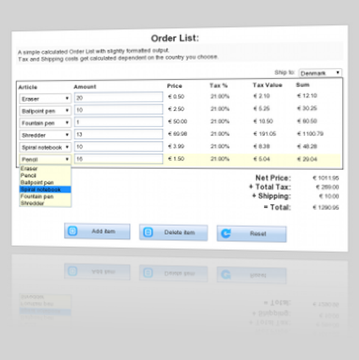 Order List:
A simple calculated Order List with slightly formatted output.
Tax and Shipping costs get calculated dependent on the country you choose.
Ship to: Denmark
Article Amount Price Tax % Tax Value Sum
Eraser 20 € 0.50 21.00% € 2.10 € 12.10
Ballpoint pen 10 € 2.50 21.00% € 5.25 € 30.25
Fountain pen 1 € 50.00 21.00% € 10.50 € 60.50
Shredder 13 € 69.98 21.00% € 191.05 € 1100.79
Spiral notebook 10 € 3.99 21.00% € 8.38 € 48.28
Pencil 16 € 1.50 21.00% € 5.04 € 29.04
Eraser
Pencil
Ballpoint pen
Spiral notebook
Fountain pen
Shredder
Net Price: € 1011.95
+ Total Tax: € 269.00
+ Shipping: € 10.00
= Total: € 1290.95
Add item Delete item Reset